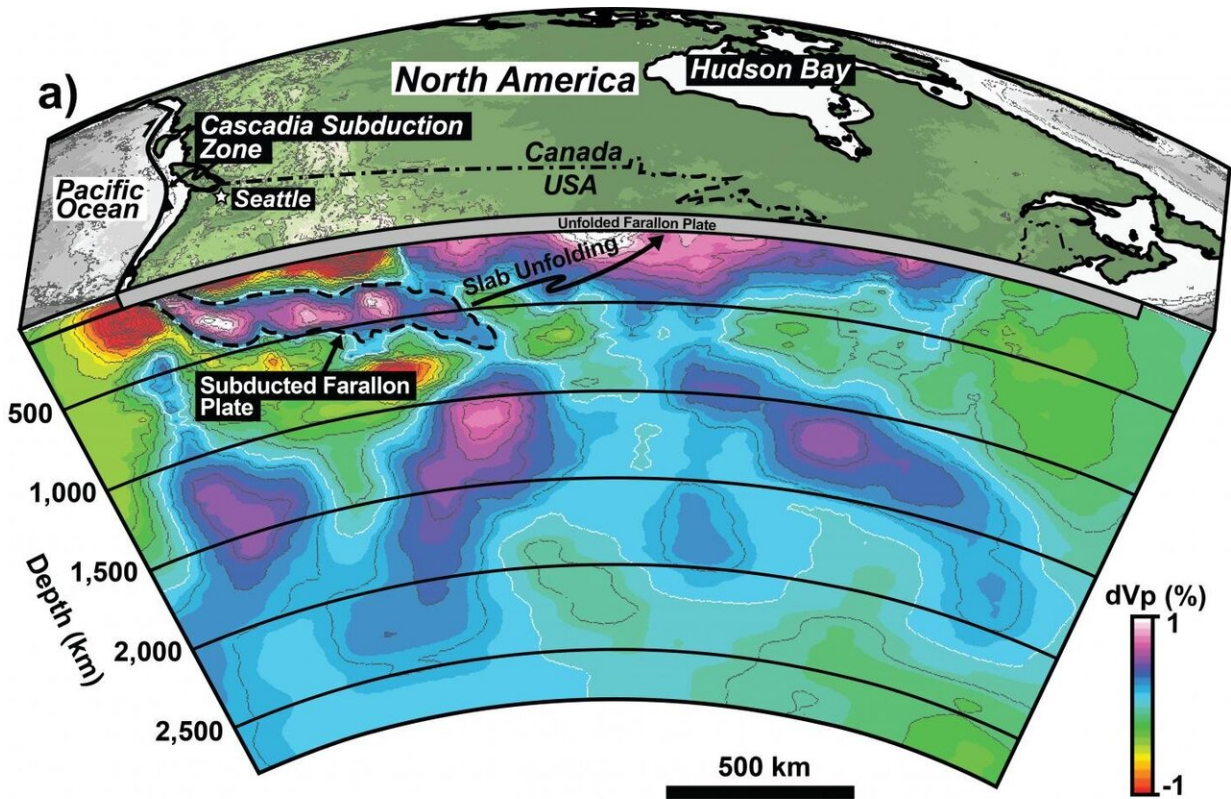 a)
North America
Hudson Bay
Cascadia Subduction
Zone
Canada
USA
Pacific
Ocean
Seattle
Unfolded Farallon Plate
Slab Unfolding
Subducted Farallon
Plate
500
1,000
1,500
2,000
2,500
Depth (km)
dVp (%)
1
-1
500 km